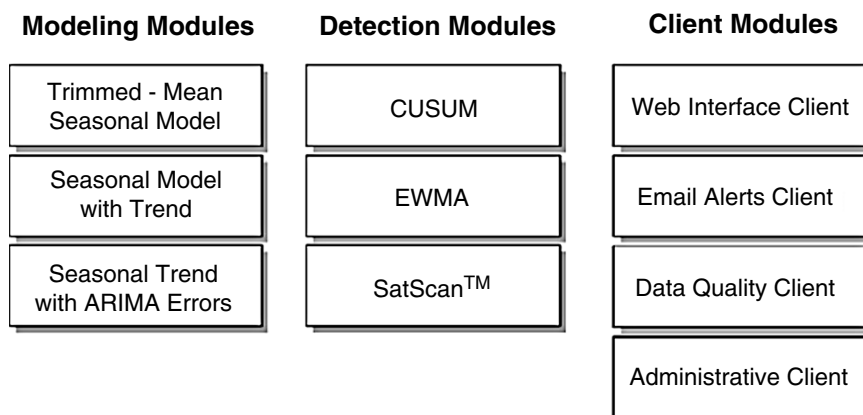 Modeling Modules
Trimmed - Mean
Seasonal Model
Seasonal Model
with Trend
Seasonal Trend
with ARIMA Errors
Detection Modules
CUSUM
EWMA
SatScan™
Client Modules
Web Interface Client
Email Alerts Client
Data Quality Client
Administrative Client